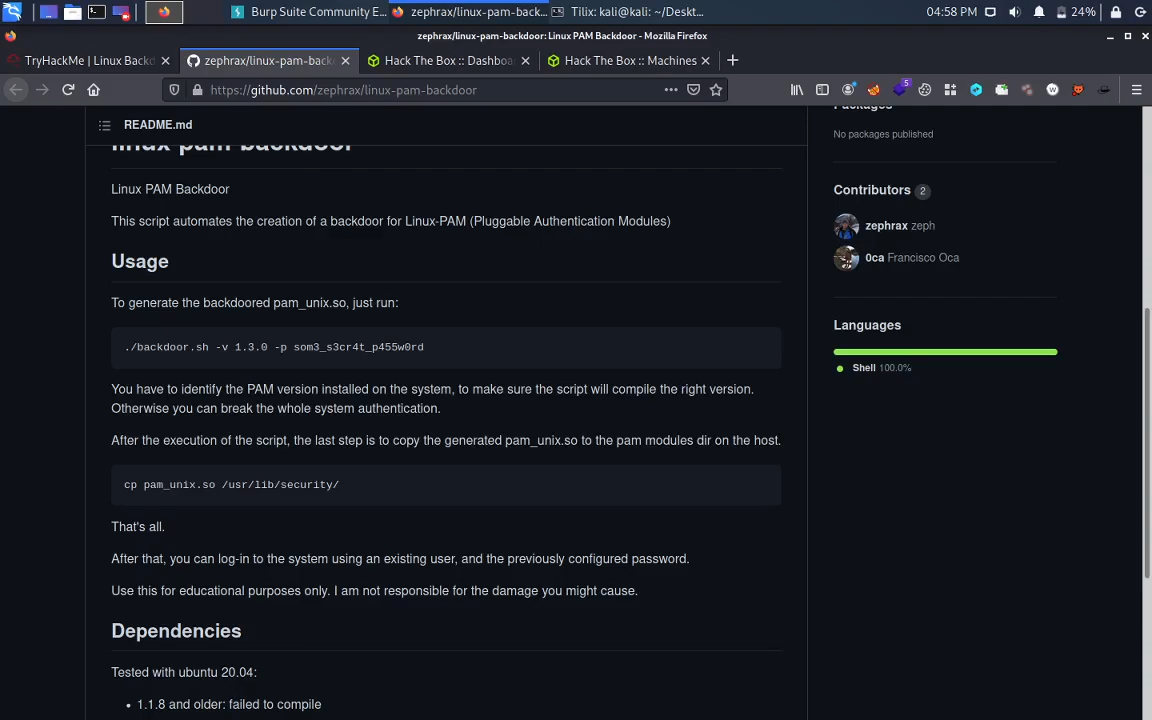 Burp Suite Community E...
zephrax/linux-pam-back...
Tilix: kali@kali: ~/Deskt...
04:58 PM
24%
zephrax/linux-pam-backdoor: Linux PAM Backdoor - Mozilla Firefox
TryHackMe | Linux Backd
zephrax/linux-pam-back
Hack The Box :: Dashboa
Hack The Box :: Machines
https://github.com/zephrax/linux-pam-backdoor
5
README.md
linux-pam-backdoor
Linux PAM Backdoor
This script automates the creation of a backdoor for Linux-PAM (Pluggable Authentication Modules)
Usage
To generate the backdoored pam_unix.so, just run:
./backdoor.sh -v 1.3.0 -p som3_s3cr4t_p455w0rd
You have to identify the PAM version installed on the system, to make sure the script will compile the right version.
Otherwise you can break the whole system authentication.
After the execution of the script, the last step is to copy the generated pam_unix.so to the pam modules dir on the host.
cp pam_unix.so /usr/lib/security/
That's all.
After that, you can log-in to the system using an existing user, and the previously configured password.
Use this for educational purposes only. I am not responsible for the damage you might cause.
Dependencies
Tested with ubuntu 20.04:
• 1.1.8 and older: failed to compile
Packages
No packages published
Contributors 2
zephrax zeph
0ca Francisco Oca
Languages
Shell 100.0%